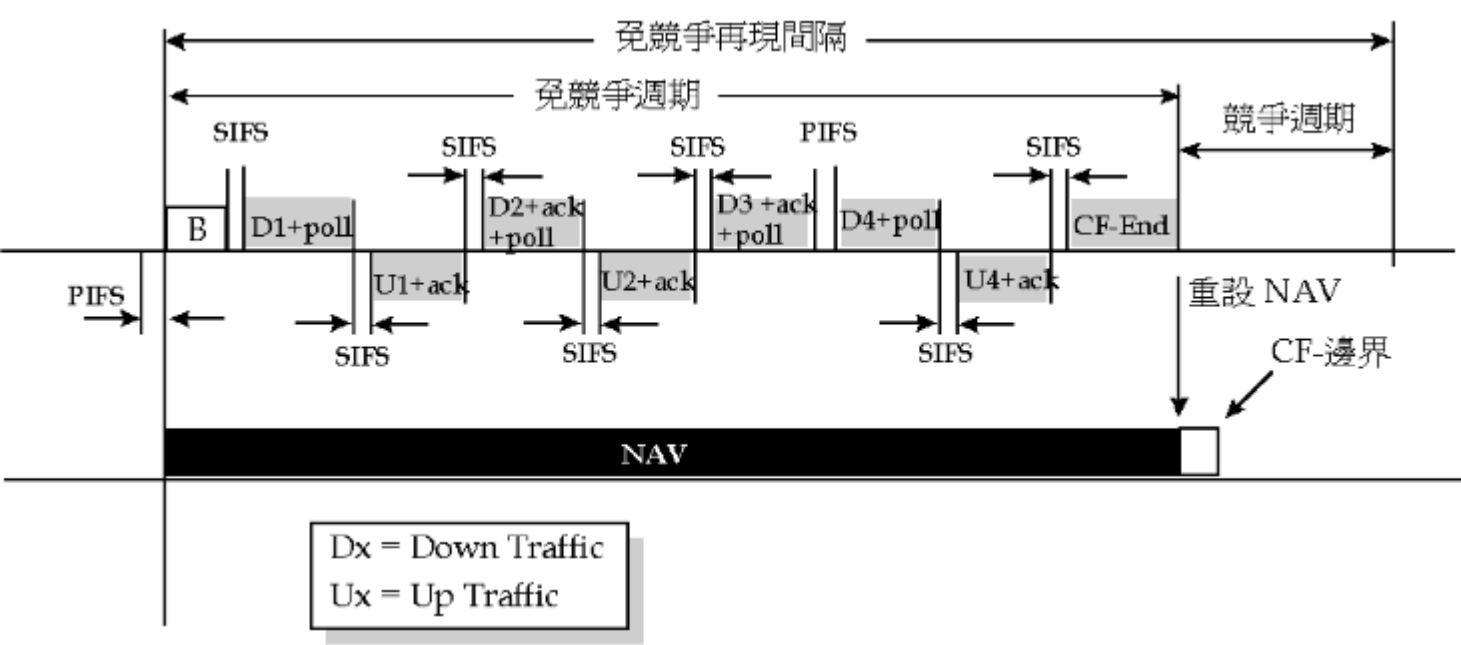 免競爭再現間隔
免競爭週期
競爭週期
SIFS
SIFS
SIFS
PIFS
SIFS
B
D1+poll
D2+ack
+poll
D3 +ack
+poll
D4+poll
CF-End
PIFS
U1+ack
U2+ack
U4+ack
重設 NAV
SIFS
SIFS
SIFS
CF-邊界
NAV
Dx = Down Traffic
Ux = Up Traffic